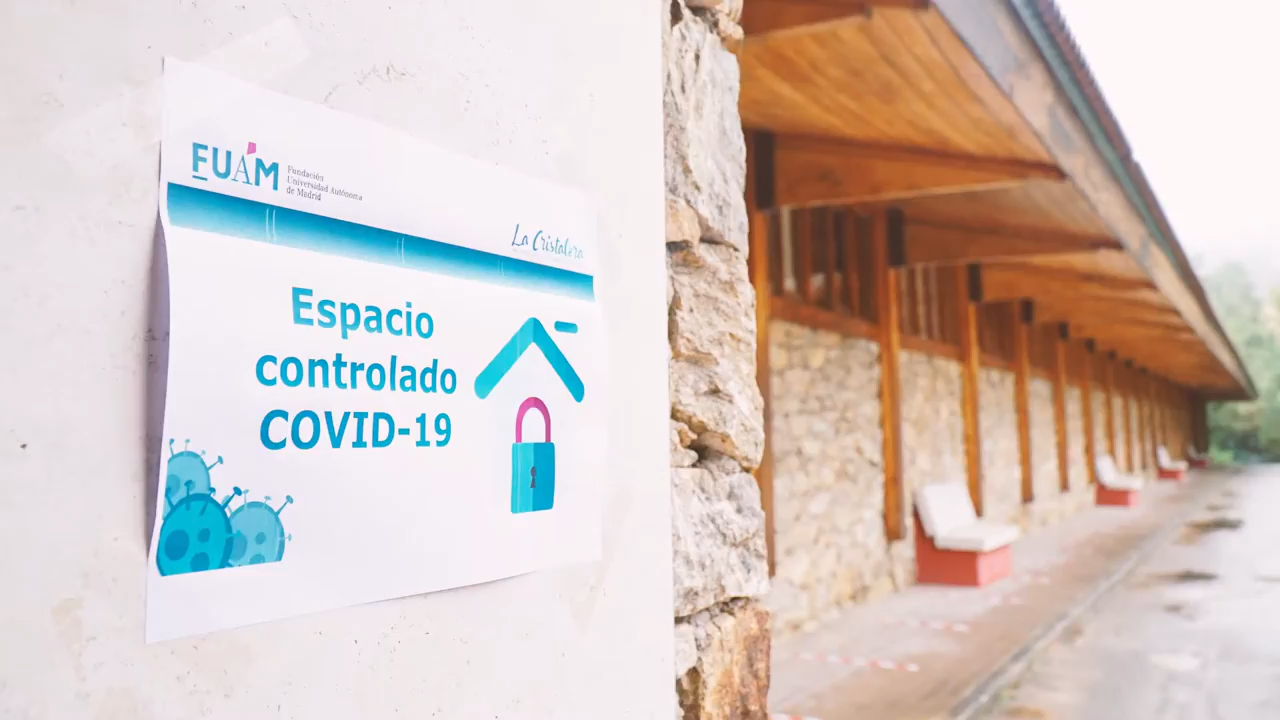 FUAM
Fundación
Universidad Autónoma
de Madrid
La Cristalera
Espacio
controlado
COVID-19